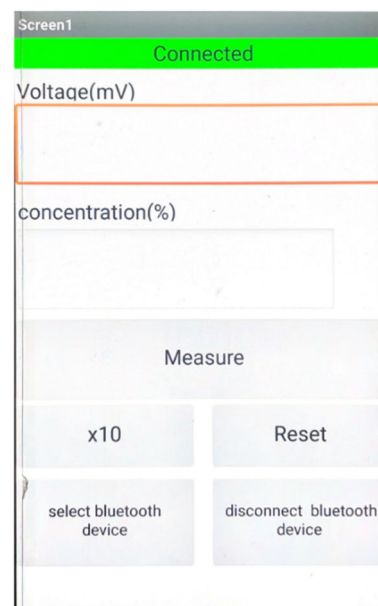 Screen1
Connected
Voltage(mV)
concentration(%)
Measure
x10
Reset
select bluetooth
device
disconnect bluetooth
device